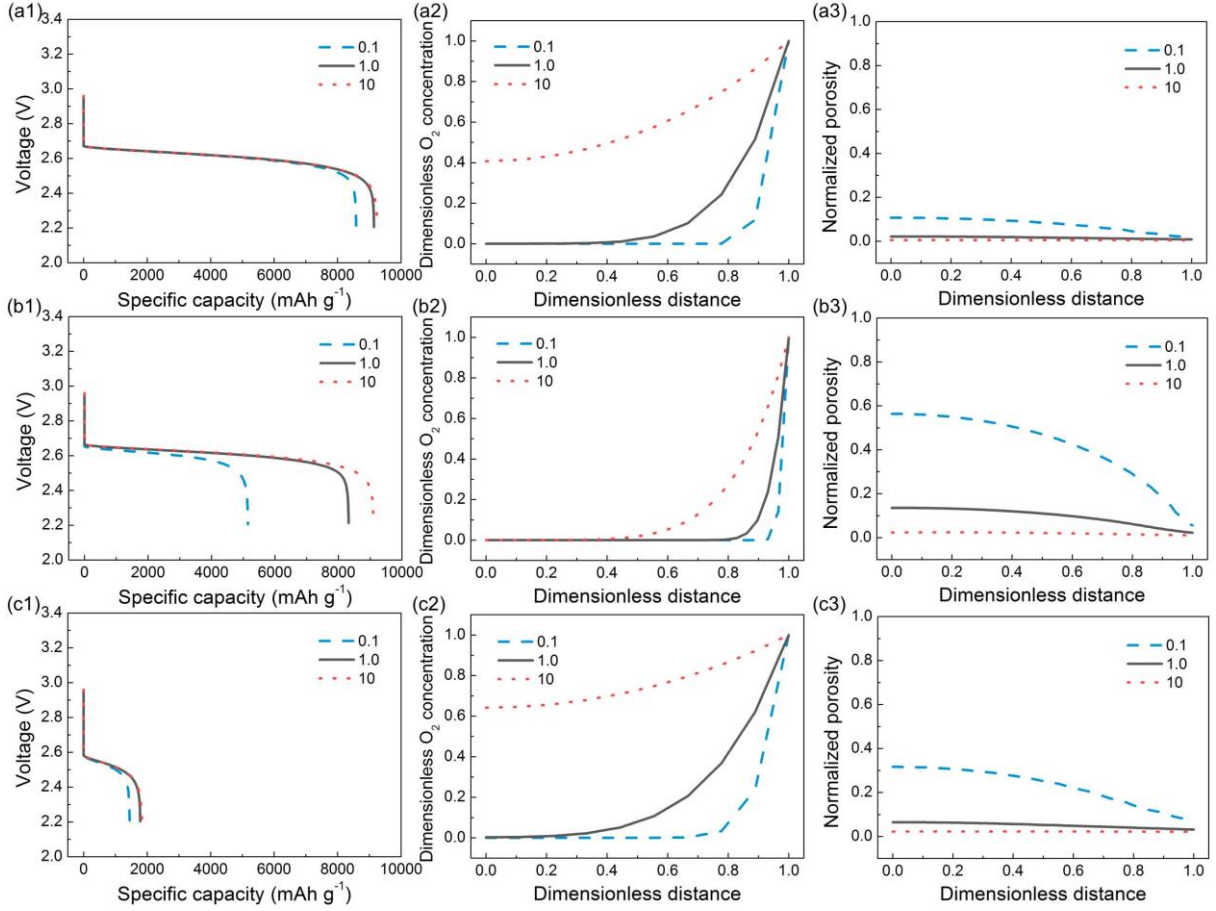 (a1)
3.4
3.2
3.0
2.8
2.6
2.4
2.2
2.0
Voltage (V)
0.1
1.0
10
0 2000 4000 6000 8000 10000
Specific capacity (mAh g⁻¹)
(a2)
1.0
0.8
0.6
0.4
0.2
0.0
Dimensionless O₂ concentration
0.1
1.0
10
0.0 0.2 0.4 0.6 0.8 1.0
Dimensionless distance
(a3)
1.0
0.8
0.6
0.4
0.2
0.0
Normalized porosity
0.1
1.0
10
0.0 0.2 0.4 0.6 0.8 1.0
Dimensionless distance
(b1)
3.4
3.2
3.0
2.8
2.6
2.4
2.2
2.0
Voltage (V)
0.1
1.0
10
0 2000 4000 6000 8000 10000
Specific capacity (mAh g⁻¹)
(b2)
1.0
0.8
0.6
0.4
0.2
0.0
Dimensionless O₂ concentration
0.1
1.0
10
0.0 0.2 0.4 0.6 0.8 1.0
Dimensionless distance
(b3)
1.0
0.8
0.6
0.4
0.2
0.0
Normalized porosity
0.1
1.0
10
0.0 0.2 0.4 0.6 0.8 1.0
Dimensionless distance
(c1)
3.4
3.2
3.0
2.8
2.6
2.4
2.2
2.0
Voltage (V)
0.1
1.0
10
0 2000 4000 6000 8000 10000
Specific capacity (mAh g⁻¹)
(c2)
1.0
0.8
0.6
0.4
0.2
0.0
Dimensionless O₂ concentration
0.1
1.0
10
0.0 0.2 0.4 0.6 0.8 1.0
Dimensionless distance
(c3)
1.0
0.8
0.6
0.4
0.2
0.0
Normalized porosity
0.1
1.0
10
0.0 0.2 0.4 0.6 0.8 1.0
Dimensionless distance